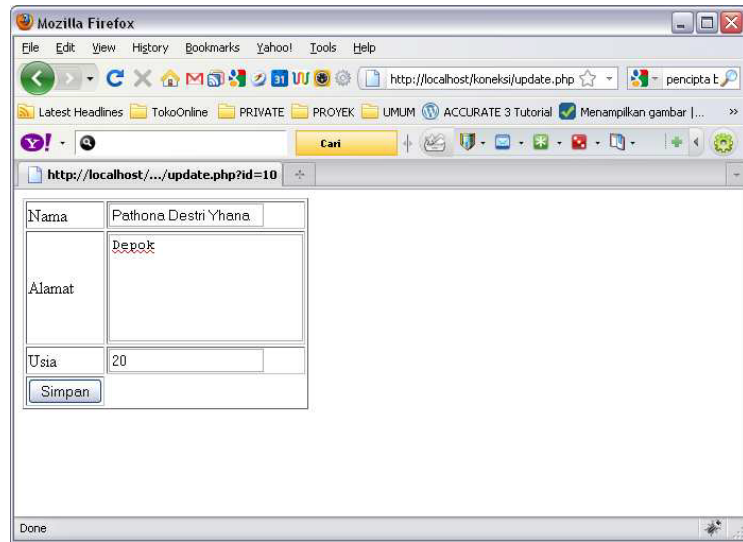 Mozilla Firefox
File Edit View History Bookmarks Yahoo! Tools Help
http://localhost/koneksi/update.php pencipta t
Latest Headlines TokoOnline PRIVATE PROYEK UMUM ACCURATE 3 Tutorial Menampilkan gambar |... »
Y! Cari
http://localhost/.../update.php?id=10
Nama Pathona Destri Yhana
Alamat Depok
Usia 20
Simpan
Done